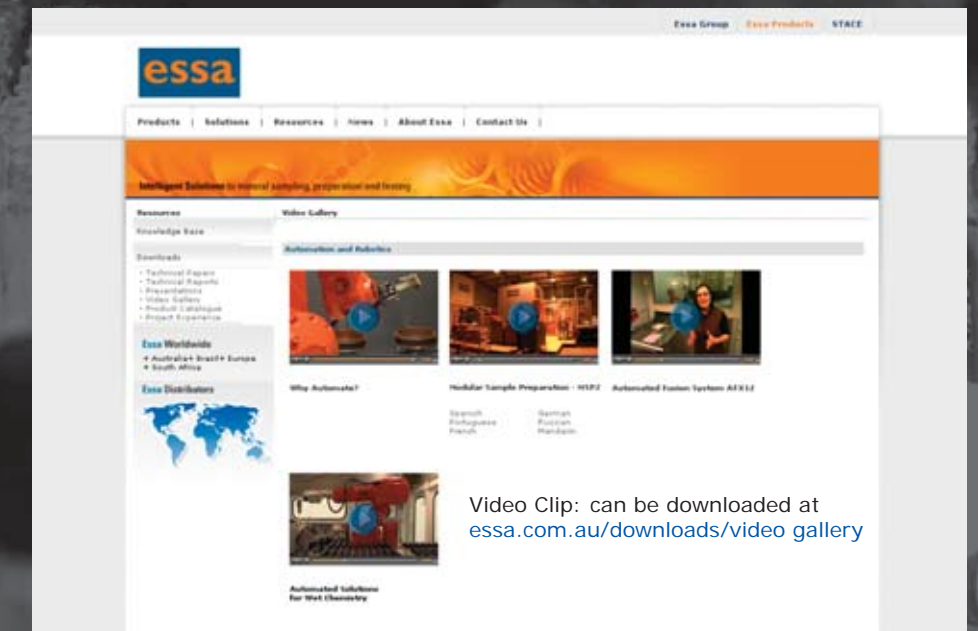 Essa Group Essa Products STACE
essa
Products | Solutions | Resources | News | About Essa | Contact Us |
Intelligent Solutions to mineral sampling, preparation and testing
Resources
Knowledge Base
Downloads
- Technical Papers
- Technical Reports
- Presentations
- Video Gallery
- Product Catalogue
- Project Experience
Essa Worldwide
+ Australia+ Brazil+ Europe
+ South Africa
Essa Distributors
Video Gallery
Automation and Robotics
Why Automate?
Modular Sample Preparation - MSP2
Spanish German
Portuguese Russian
French Mandarin
Automated Fusion System AFX12
Automated Solutions
for Wet Chemistry
Video Clip: can be downloaded at
essa.com.au/downloads/video gallery